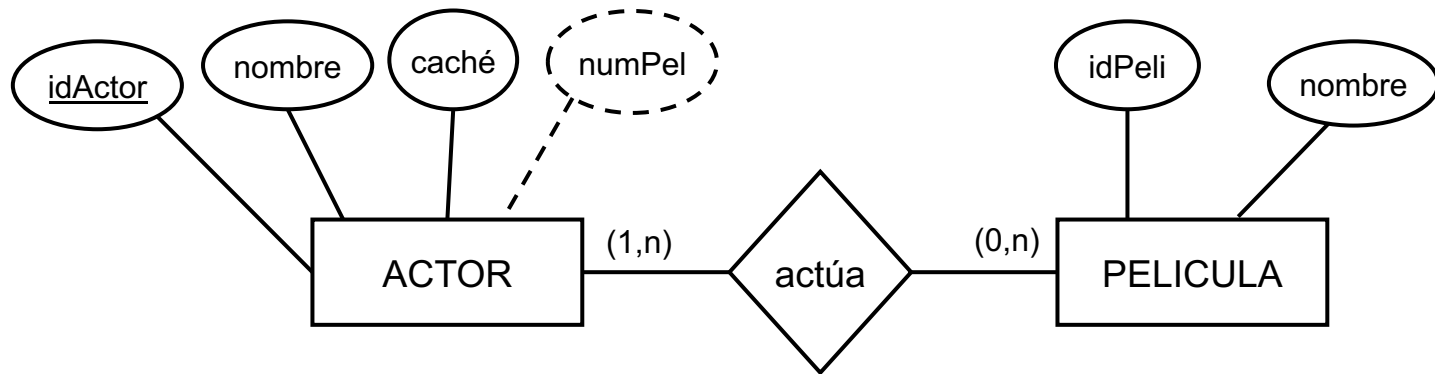 idActor
nombre
caché
numPel
idPeli
nombre
ACTOR
(1,n)
actúa
(0,n)
PELICULA